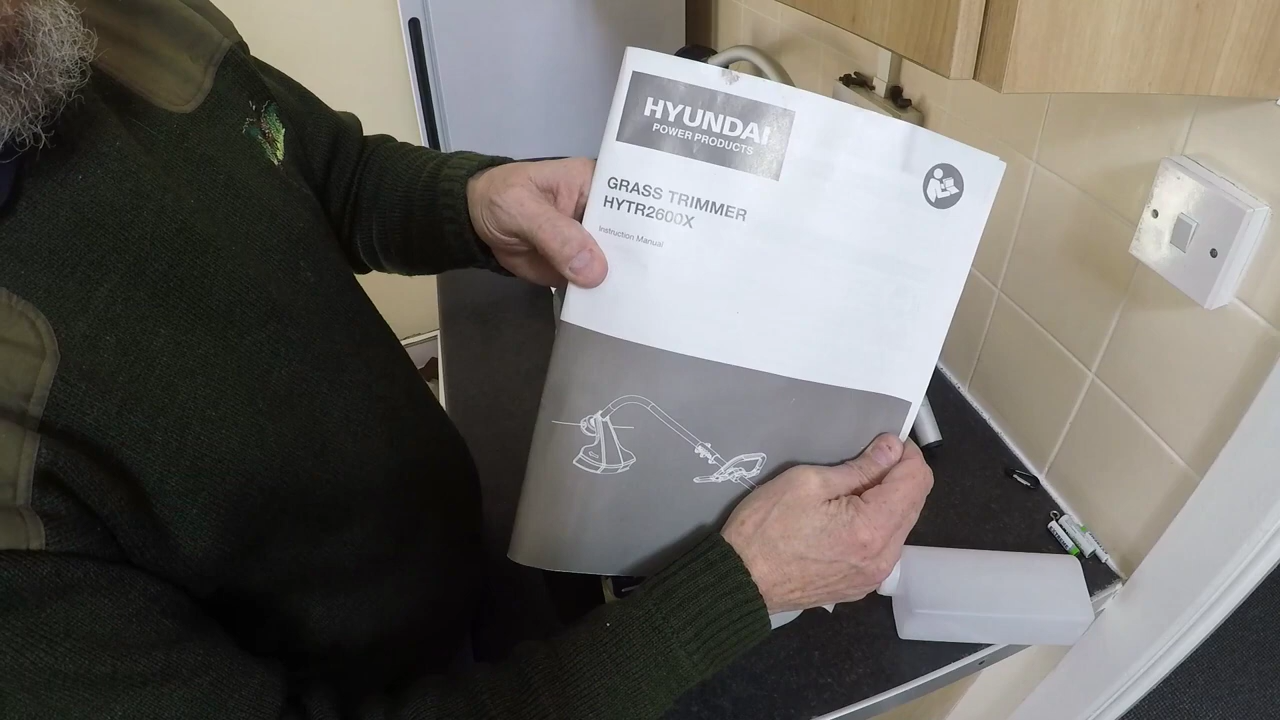 HYUNDAI
POWER PRODUCTS
GRASS TRIMMER
HYTR2600X
Instruction Manual